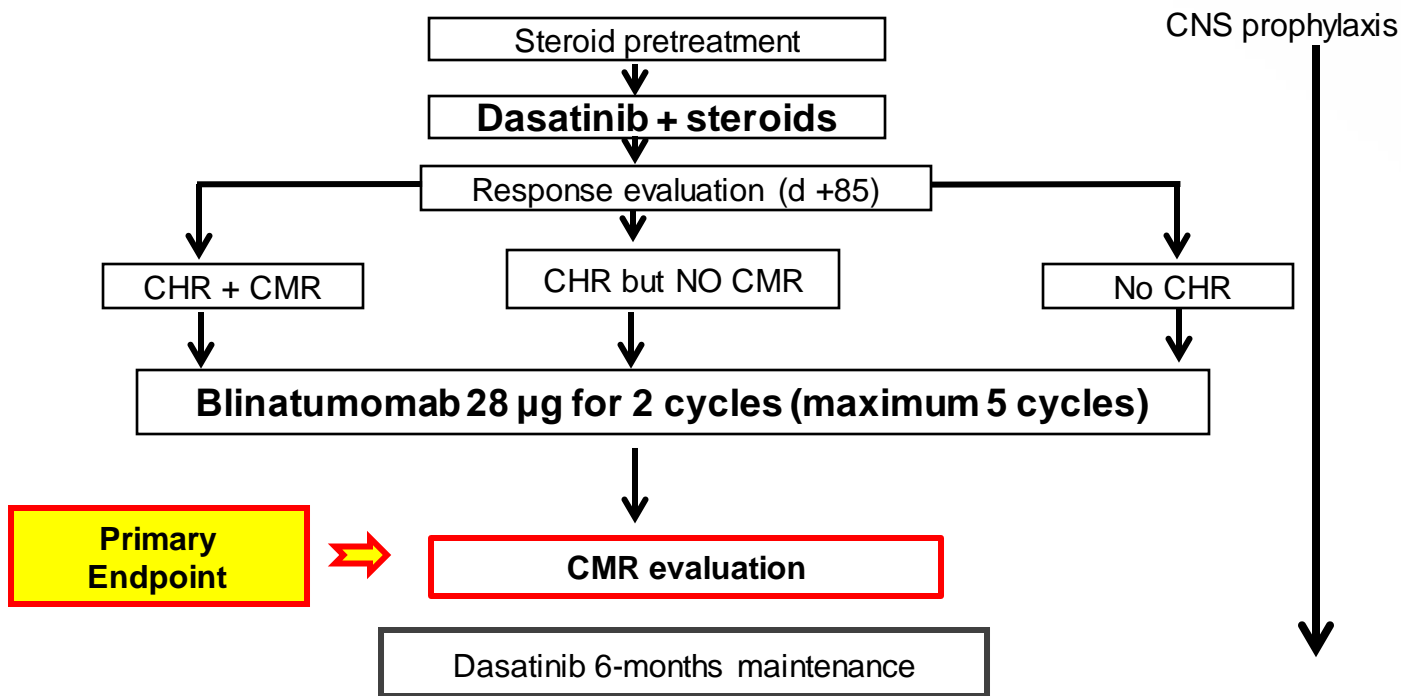 CNS prophylaxis
Steroid pretreatment
Dasatinib + steroids
Response evaluation (d +85)
CHR + CMR
CHR but NO CMR
No CHR
Blinatumomab 28 µg for 2 cycles (maximum 5 cycles)
Primary
Endpoint
CMR evaluation
Dasatinib 6-months maintenance